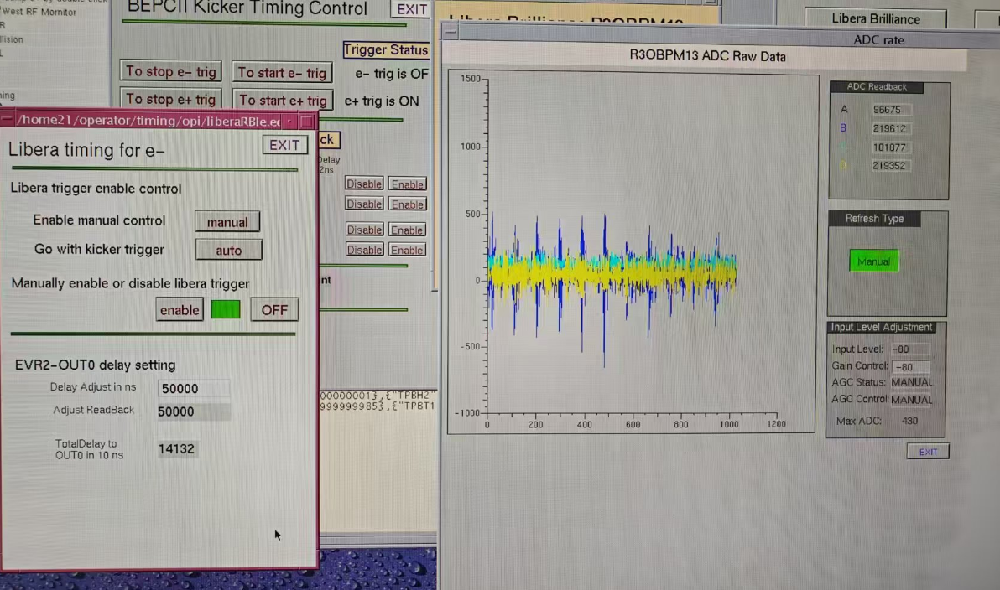 West RF Monitor
BEPCII Kicker Timing Control
EXIT
Trigger Status
To stop e− trig
To start e− trig
e− trig is OF
To stop e+ trig
To start e+ trig
e+ trig is ON
ck
Delay
2ns
Disable
Enable
Disable
Enable
Disable
Enable
Disable
Enable
000000013,{"TPBH2"
9999999853,{"TPBT1
/home21/operator/timing/opi/liberaRBIe.ed
Libera timing for e−
EXIT
Libera trigger enable control
Enable manual control
manual
Go with kicker trigger
auto
Manually enable or disable libera trigger
enable
OFF
EVR2−OUT0 delay setting
Delay Adjust in ns
50000
Adjust ReadBack
50000
TotalDelay to
OUT0 in 10 ns
14132
Libera Brilliance R3OBPM13
Libera Brilliance
ADC rate
R3OBPM13 ADC Raw Data
1500
1000
500
0
−500
−1000
0
200
400
600
800
1000
1200
ADC Readback
A
96675
B
219612
101877
D
219352
Refresh Type
Manual
Input Level Adjustment
Input Level:
−80
Gain Control:
−80
AGC Status:
MANUAL
AGC Control:
MANUAL
Max ADC:
430
EXIT